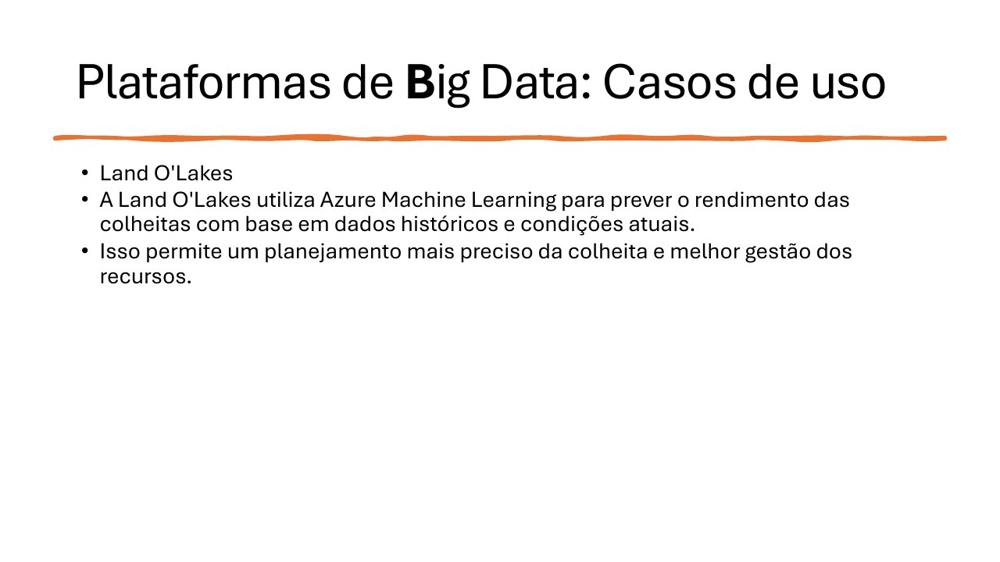 Plataformas de Big Data: Casos de uso
• Land O'Lakes
• A Land O'Lakes utiliza Azure Machine Learning para prever o rendimento das
colheitas com base em dados históricos e condições atuais.
• Isso permite um planejamento mais preciso da colheita e melhor gestão dos
recursos.